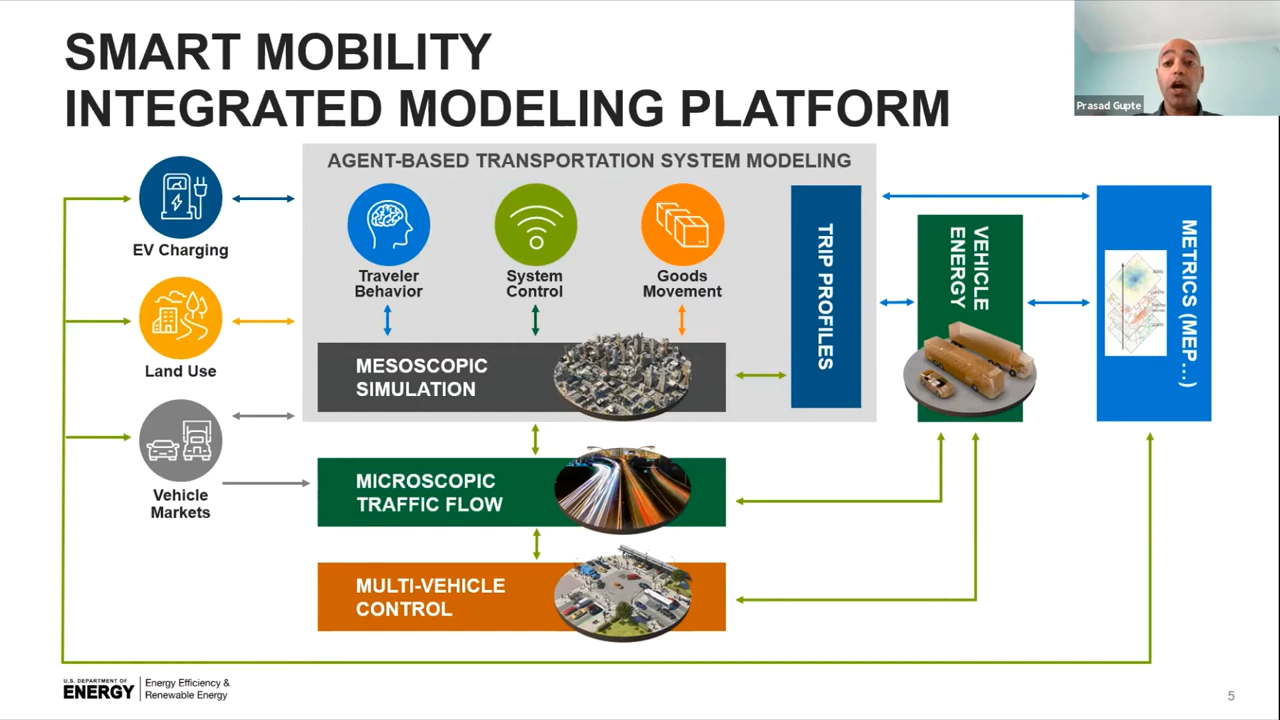 SMART MOBILITY
INTEGRATED MODELING PLATFORM
Prasad Gupte
AGENT-BASED TRANSPORTATION SYSTEM MODELING
EV Charging
Land Use
Vehicle
Markets
Traveler
Behavior
System
Control
Goods
Movement
MESOSCOPIC
SIMULATION
TRIP PROFILES
VEHICLE
ENERGY
METRICS (MEP...)
MICROSCOPIC
TRAFFIC FLOW
MULTI-VEHICLE
CONTROL
U.S. DEPARTMENT OF
ENERGY
Energy Efficiency &
Renewable Energy
5